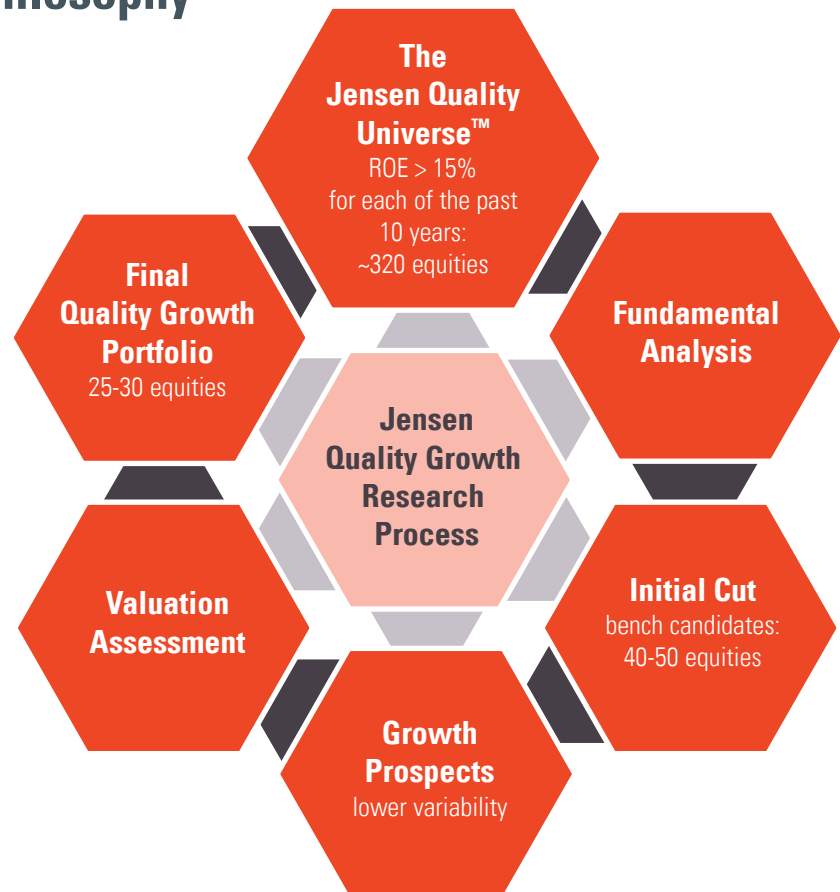 The
Jensen Quality
Universe™
ROE > 15%
for each of the past
10 years:
~320 equities
Fundamental
Analysis
Initial Cut
bench candidates:
40-50 equities
Growth
Prospects
lower variability
Valuation
Assessment
Final
Quality Growth
Portfolio
25-30 equities
Jensen
Quality Growth
Research
Process